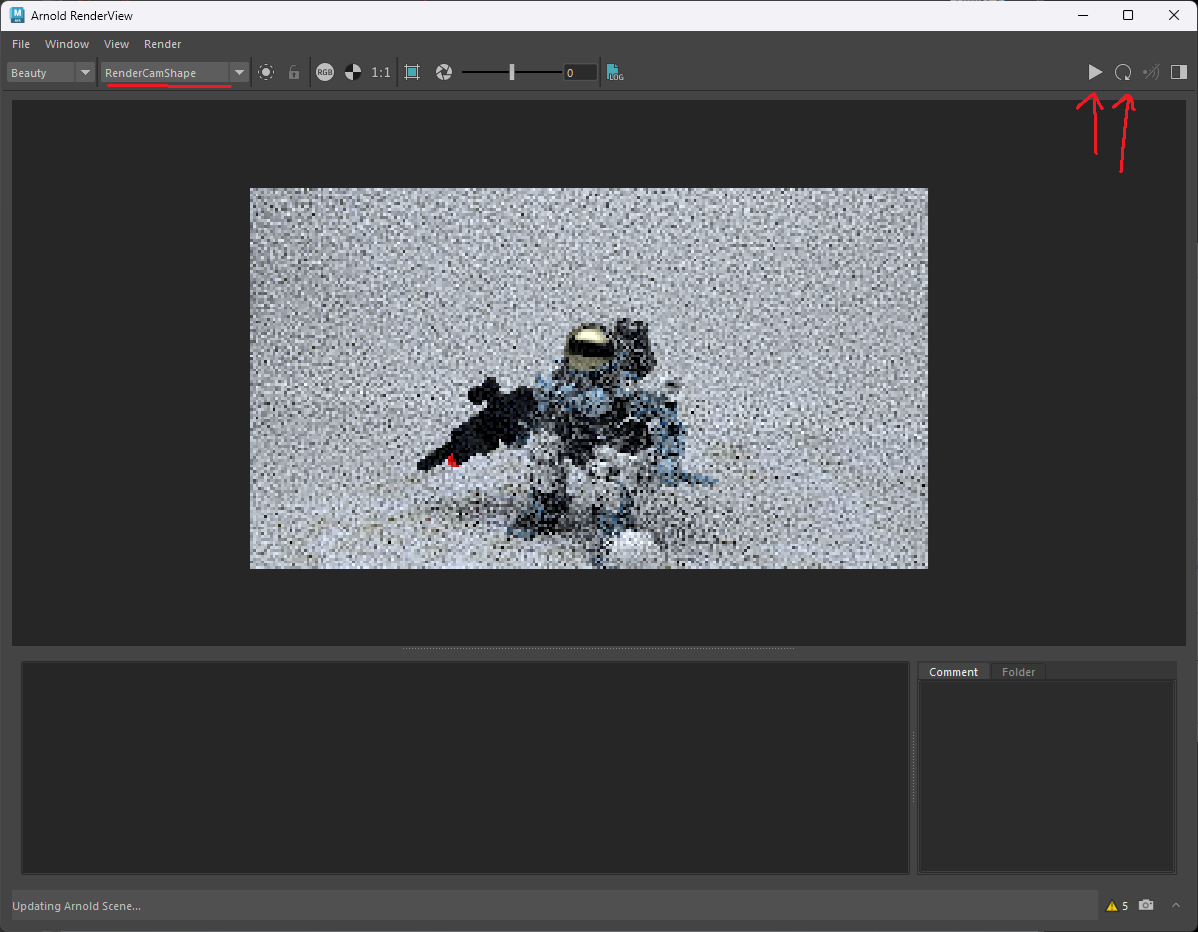 Arnold RenderView
File Window View Render
Beauty RenderCamShape RGB 1:1 0 LOG
Comment Folder
Updating Arnold Scene... 5